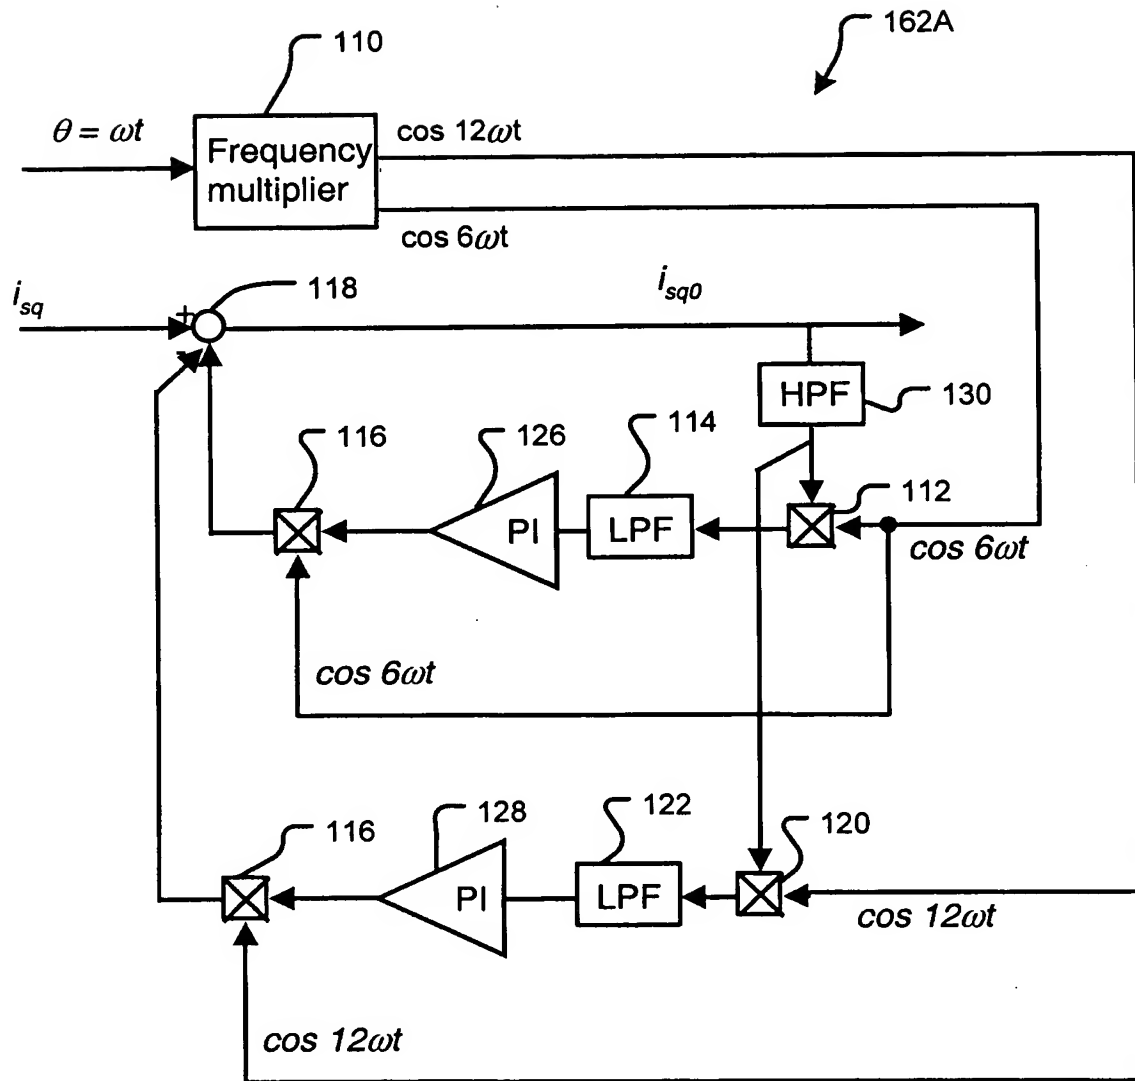 162A
110
θ = ωt
Frequency
multiplier
cos 12ωt
cos 6ωt
i_sq
+
-
118
i_sq0
HPF
130
116
126
114
112
PI
LPF
cos 6ωt
cos 6ωt
116
128
122
120
PI
LPF
cos 12ωt
cos 12ωt